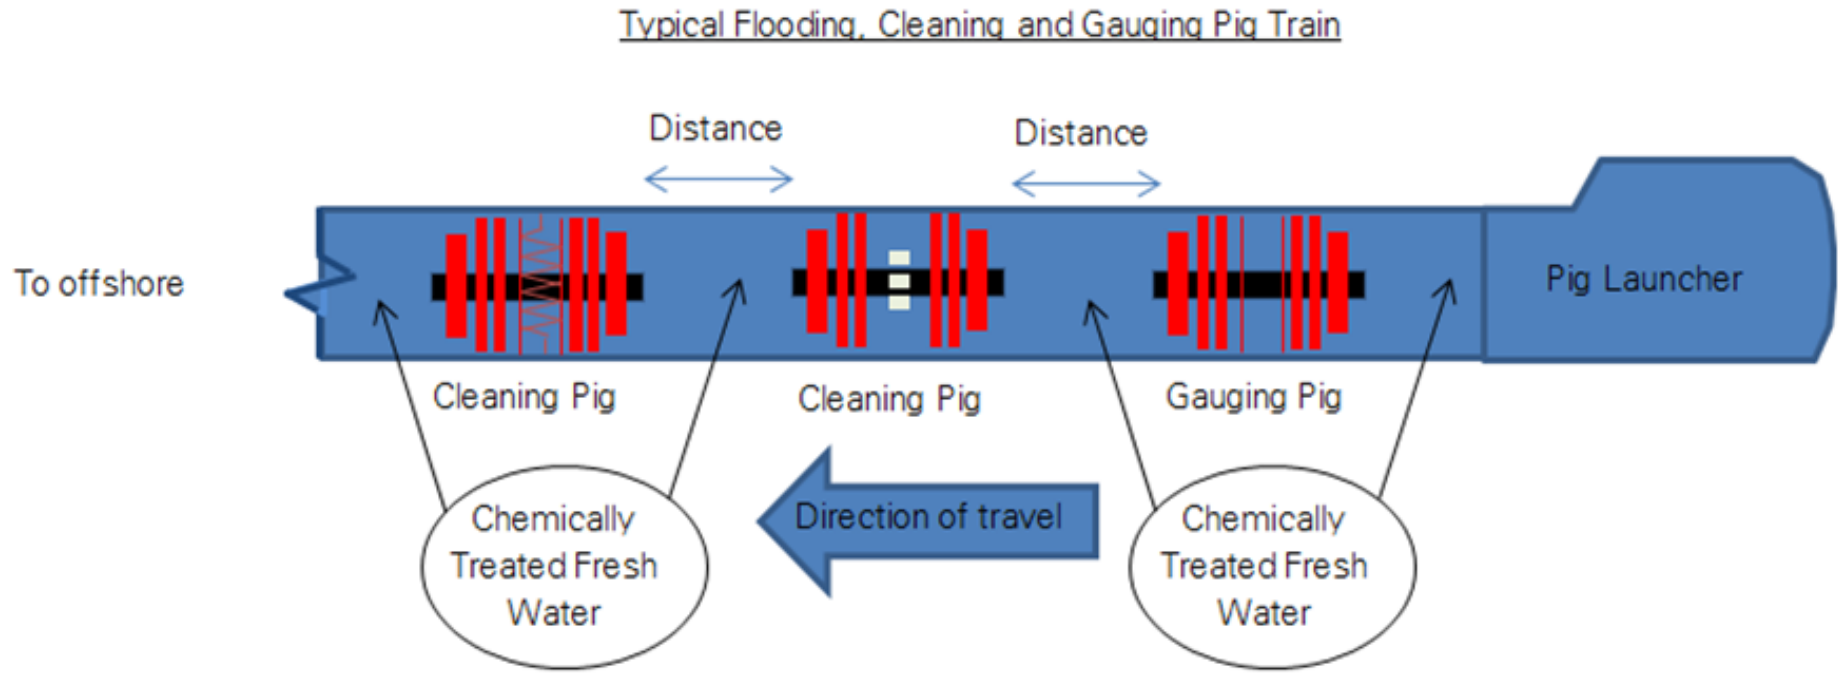 Typical Flooding, Cleaning and Gauging Pig Train
Distance
Distance
To offshore
Pig Launcher
Cleaning Pig
Cleaning Pig
Gauging Pig
Direction of travel
Chemically
Treated Fresh
Water
Chemically
Treated Fresh
Water